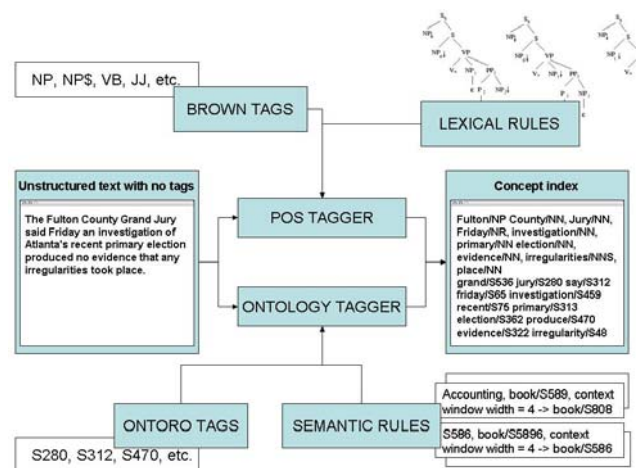 NP, NP$, VB, JJ, etc.
BROWN TAGS
LEXICAL RULES
Unstructured text with no tags
The Fulton County Grand Jury
said Friday an investigation of
Atlanta's recent primary election
produced no evidence that any
irregularities took place.
POS TAGGER
ONTOLOGY TAGGER
Concept index
Fulton/NP County/NN, Jury/NN,
Friday/NR, investigation/NN,
primary/NN election/NN,
evidence/NN, irregularities/NNS,
place/NN
grand/S536 jury/S280 say/S312
friday/S65 investigation/S459
recent/S75 primary/S313
election/S362 produce/S470
evidence/S322 irregularity/S48
ONTORO TAGS
S280, S312, S470, etc.
SEMANTIC RULES
Accounting, book/S589, context
window width = 4 -> book/S808
S586, book/S5896, context
window width = 4 -> book/S586